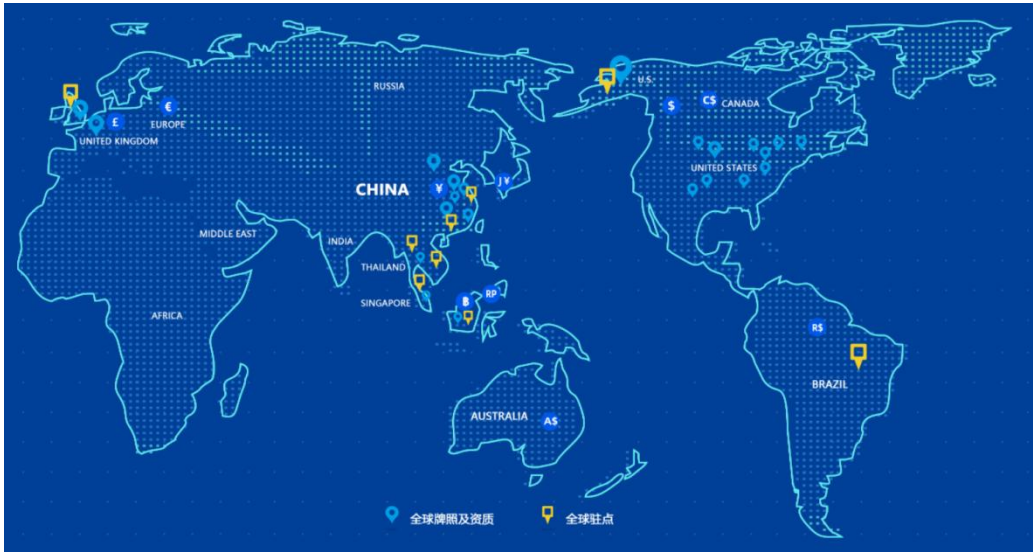 RUSSIA
U.S.
$
C$
CANADA
€
EUROPE
£
UNITED KINGDOM
UNITED STATES
CHINA
¥
J¥
MIDDLE EAST
INDIA
THAILAND
SINGAPORE
฿
RP
AFRICA
R$
BRAZIL
AUSTRALIA
A$
全球牌照及资质
全球驻点